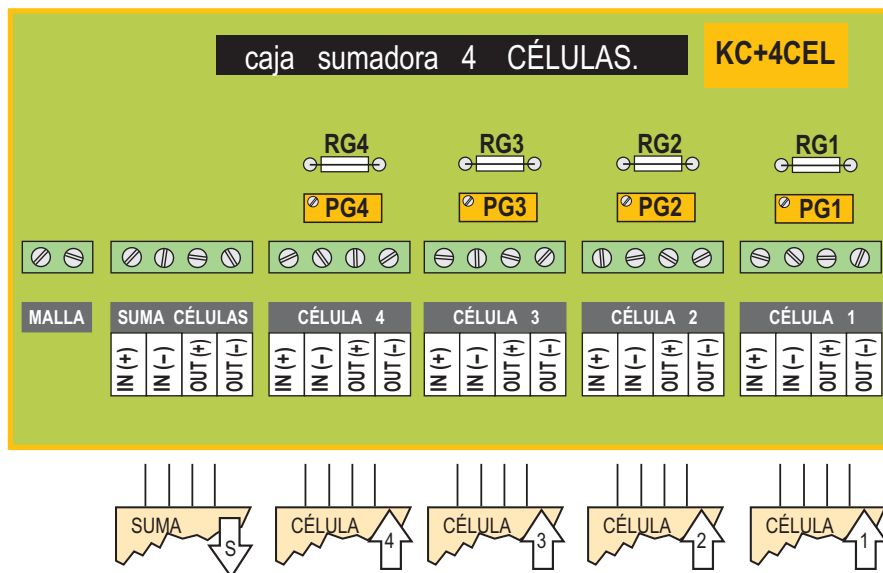 caja sumadora 4 CÉLULAS.
KC+4CEL
RG4 RG3 RG2 RG1
PG4 PG3 PG2 PG1
MALLA SUMA CÉLULAS CÉLULA 4 CÉLULA 3 CÉLULA 2 CÉLULA 1
IN (+) IN (-) OUT(+) OUT(-) IN (+) IN (-) OUT(+) OUT(-) IN (+) IN (-) OUT(+) OUT(-) IN (+) IN (-) OUT(+) OUT(-) IN (+) IN (-) OUT(+) OUT(-)
SUMA S CÉLULA 4 CÉLULA 3 CÉLULA 2 CÉLULA 1